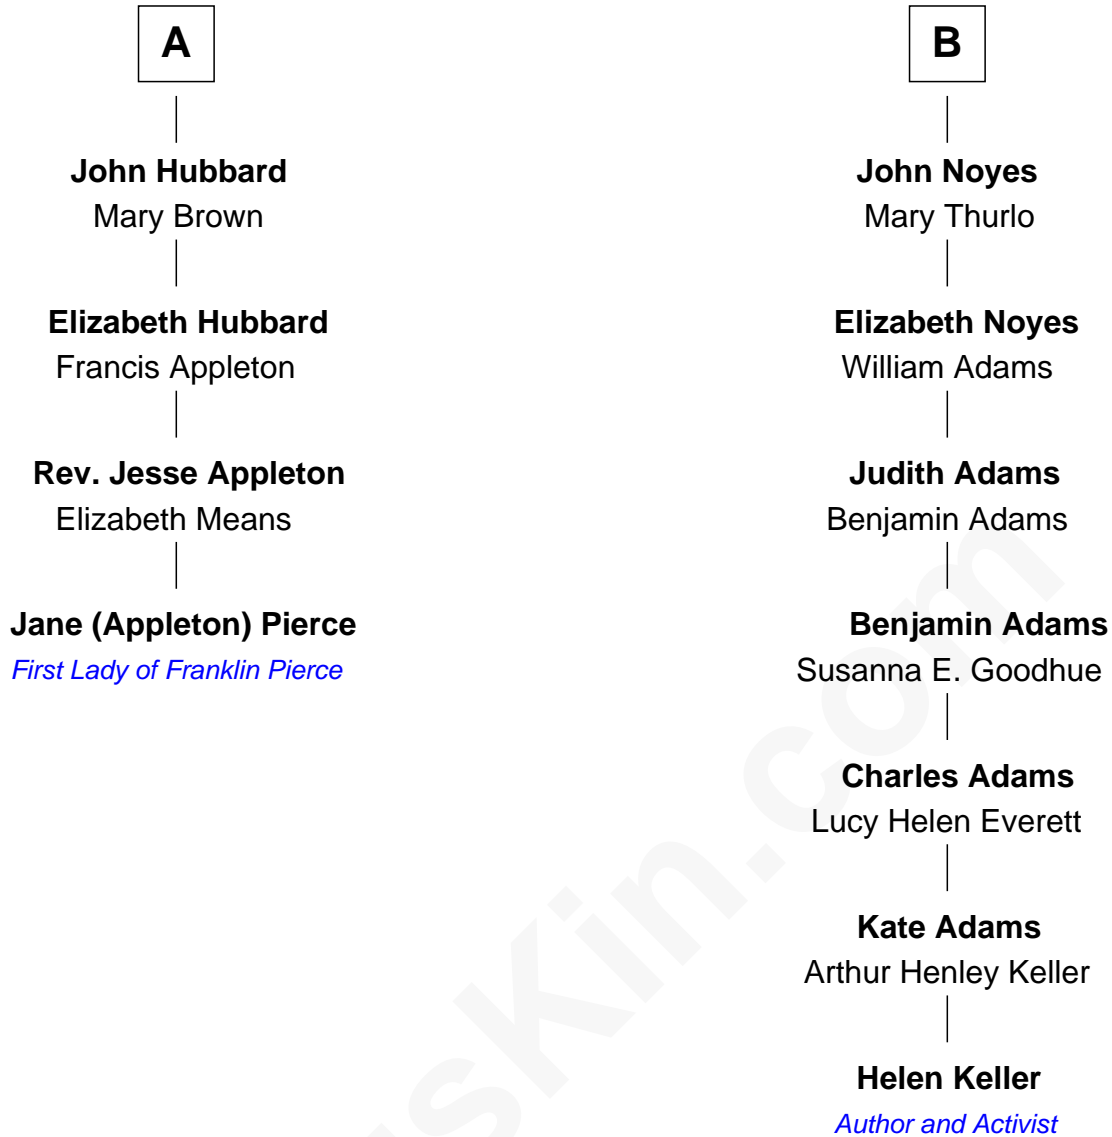 A
John Hubbard
Mary Brown
Elizabeth Hubbard
Francis Appleton
Rev. Jesse Appleton
Elizabeth Means
Jane (Appleton) Pierce
First Lady of Franklin Pierce
B
John Noyes
Mary Thurlo
Elizabeth Noyes
William Adams
Judith Adams
Benjamin Adams
Benjamin Adams
Susanna E. Goodhue
Charles Adams
Lucy Helen Everett
Kate Adams
Arthur Henley Keller
Helen Keller
Author and Activist
sKin.com